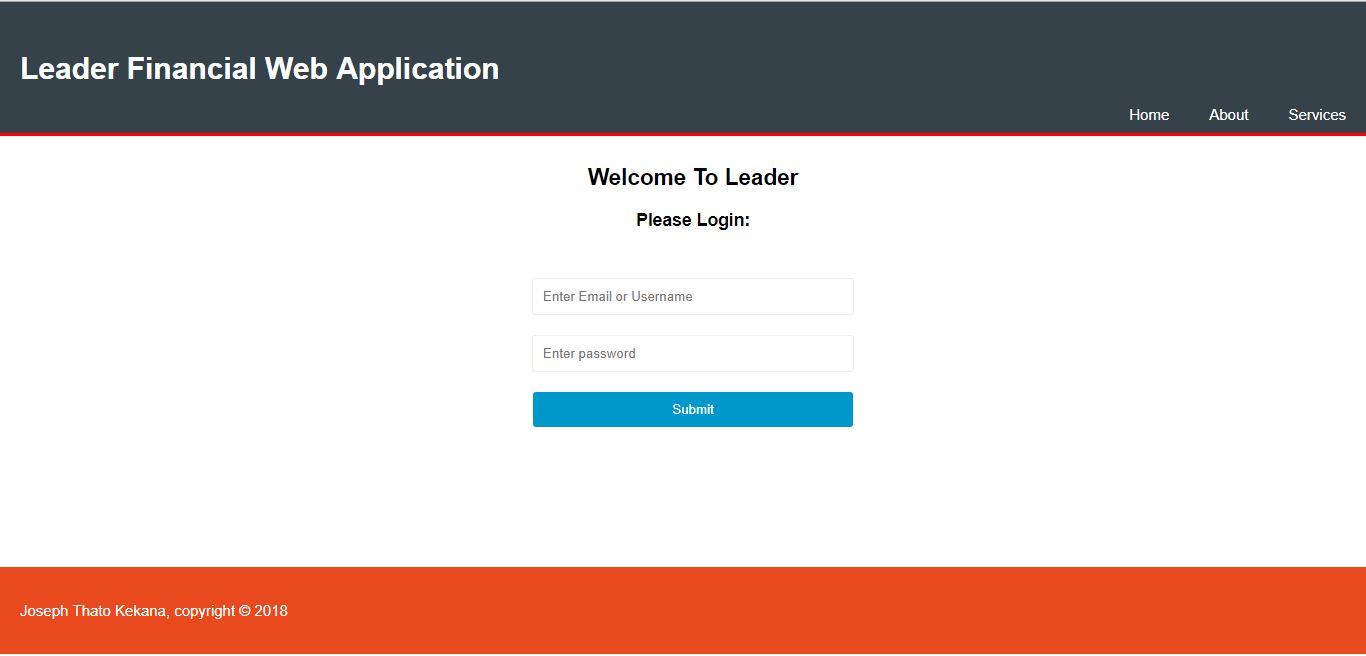 Leader Financial Web Application
Home About Services
Welcome To Leader
Please Login:
Enter Email or Username
Enter password
Submit
Joseph Thato Kekana, copyright © 2018